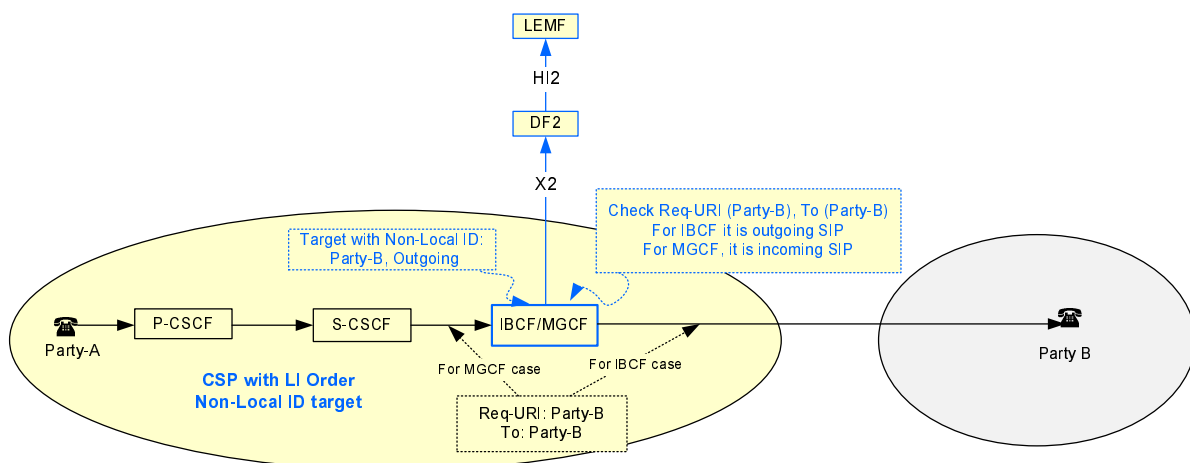 LEMF
HI2
DF2
X2
Check Req-URI (Party-B), To (Party-B)
For IBCF it is outgoing SIP
For MGCF, it is incoming SIP
Target with Non-Local ID:
Party-B, Outgoing
P-CSCF
S-CSCF
IBCF/MGCF
Party-A
Party B
For MGCF case
For IBCF case
CSP with LI Order
Non-Local ID target
Req-URI: Party-B
To: Party-B